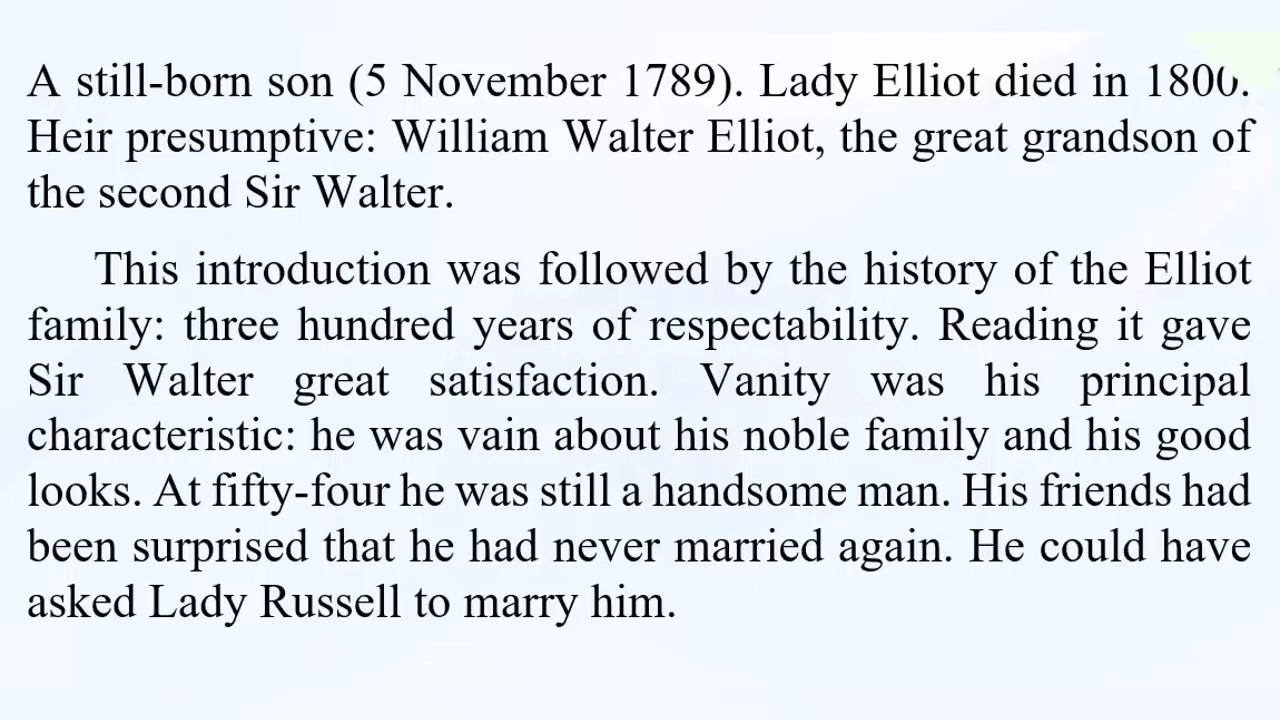 A still-born son (5 November 1789). Lady Elliot died in 1800.
Heir presumptive: William Walter Elliot, the great grandson of
the second Sir Walter.
This introduction was followed by the history of the Elliot
family: three hundred years of respectability. Reading it gave
Sir Walter great satisfaction. Vanity was his principal
characteristic: he was vain about his noble family and his good
looks. At fifty-four he was still a handsome man. His friends had
been surprised that he had never married again. He could have
asked Lady Russell to marry him.